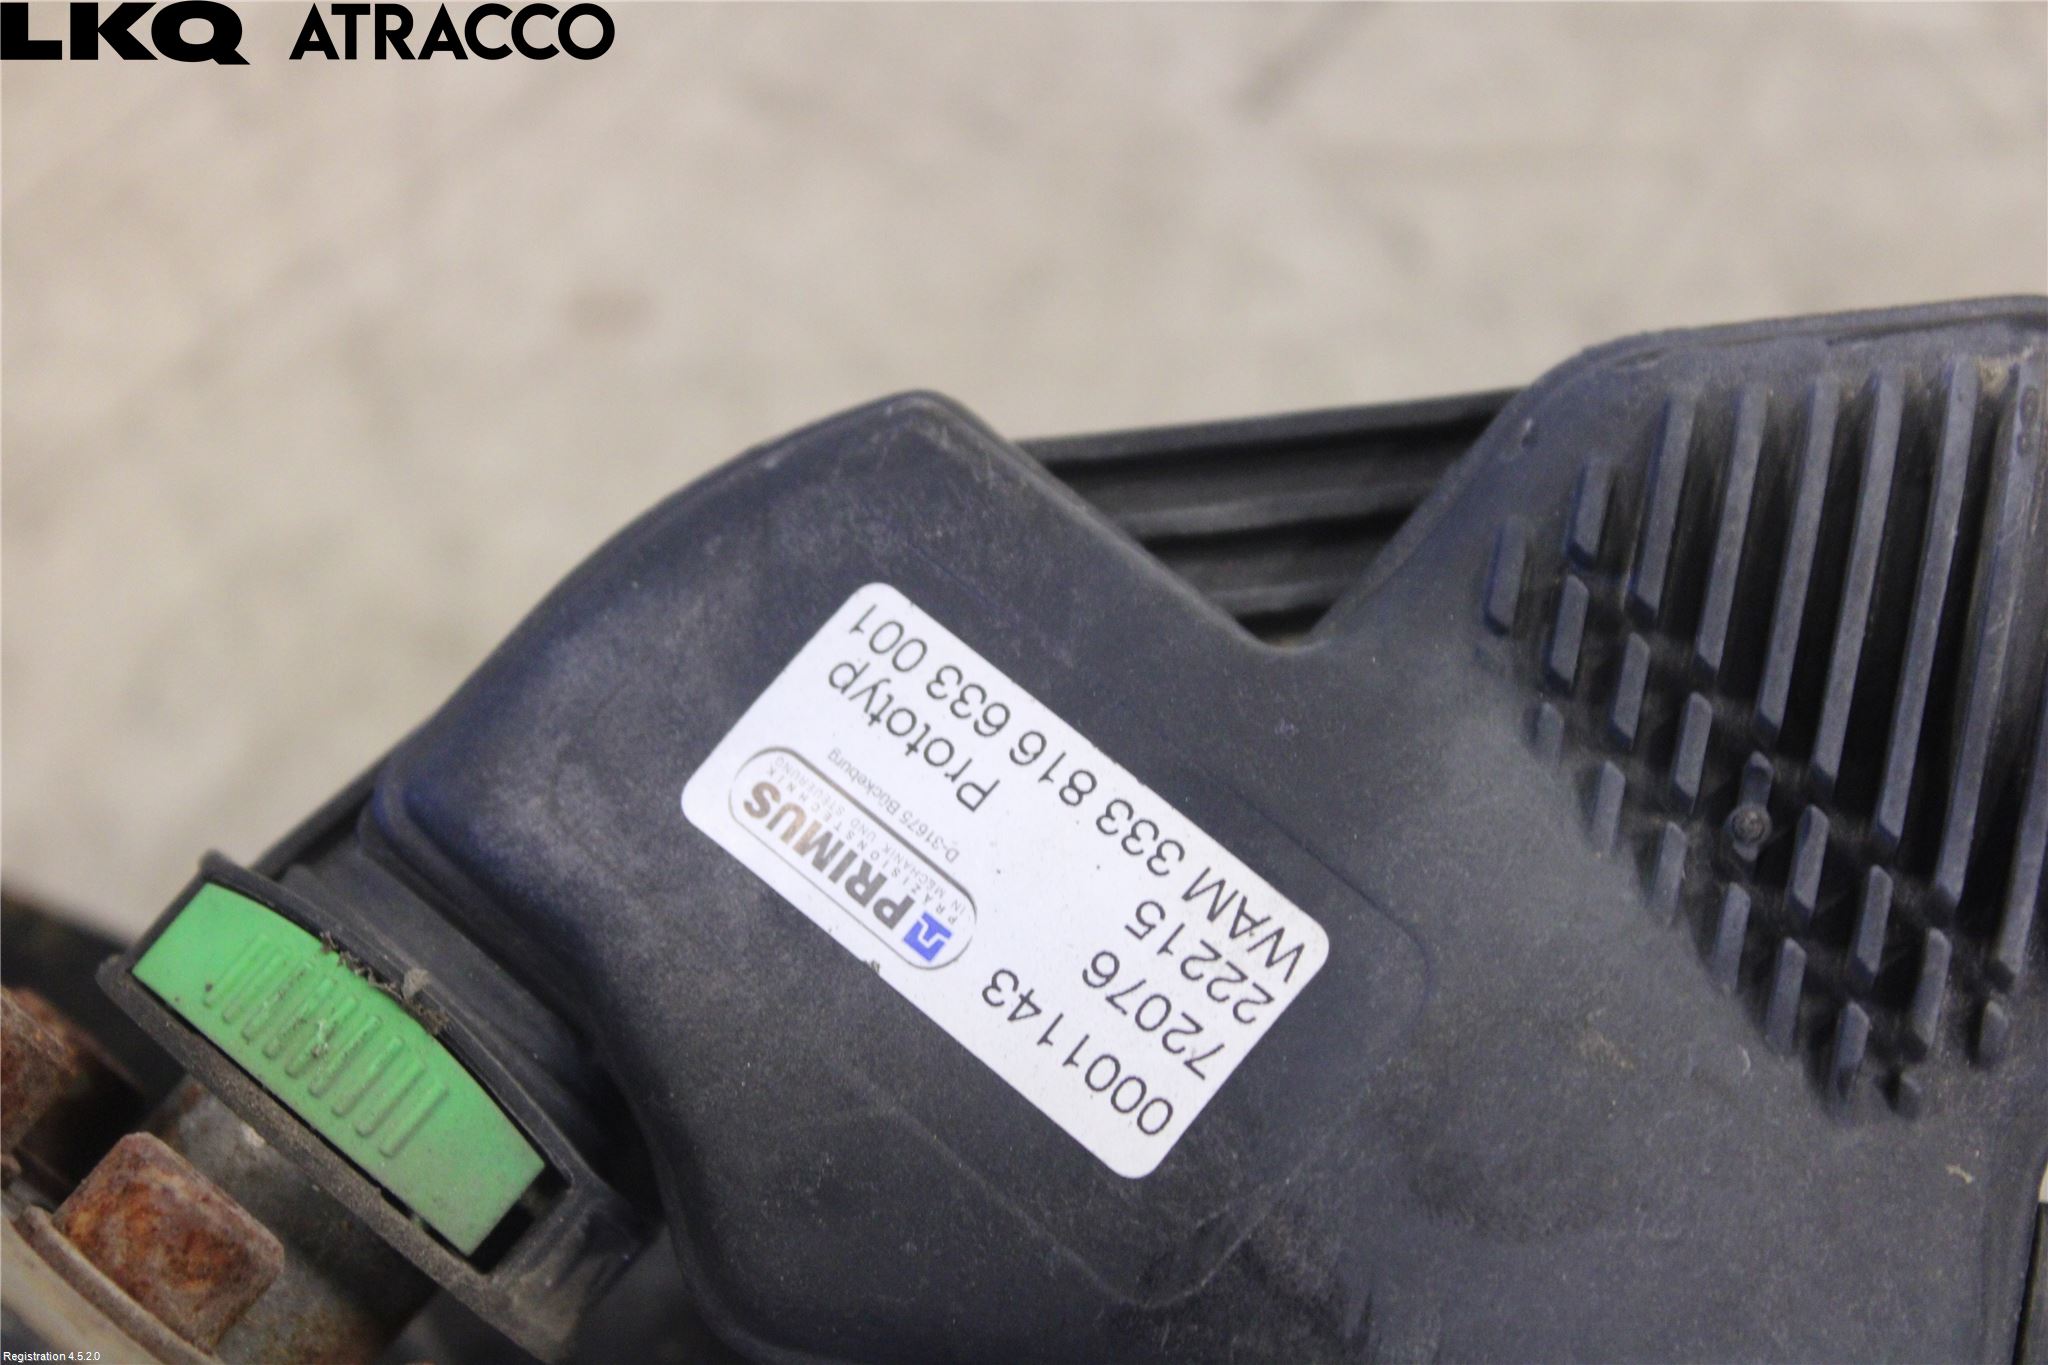 LKQ ATRACCO
00011143
72076
22215
WAM 333 816 633 001
PRIMUS
PRÄZISIONSTECHNIK
IN MECHANIK UND STEUERUNG
D-31675 Bückeburg
Prototyp
Registration 4.5.2.0